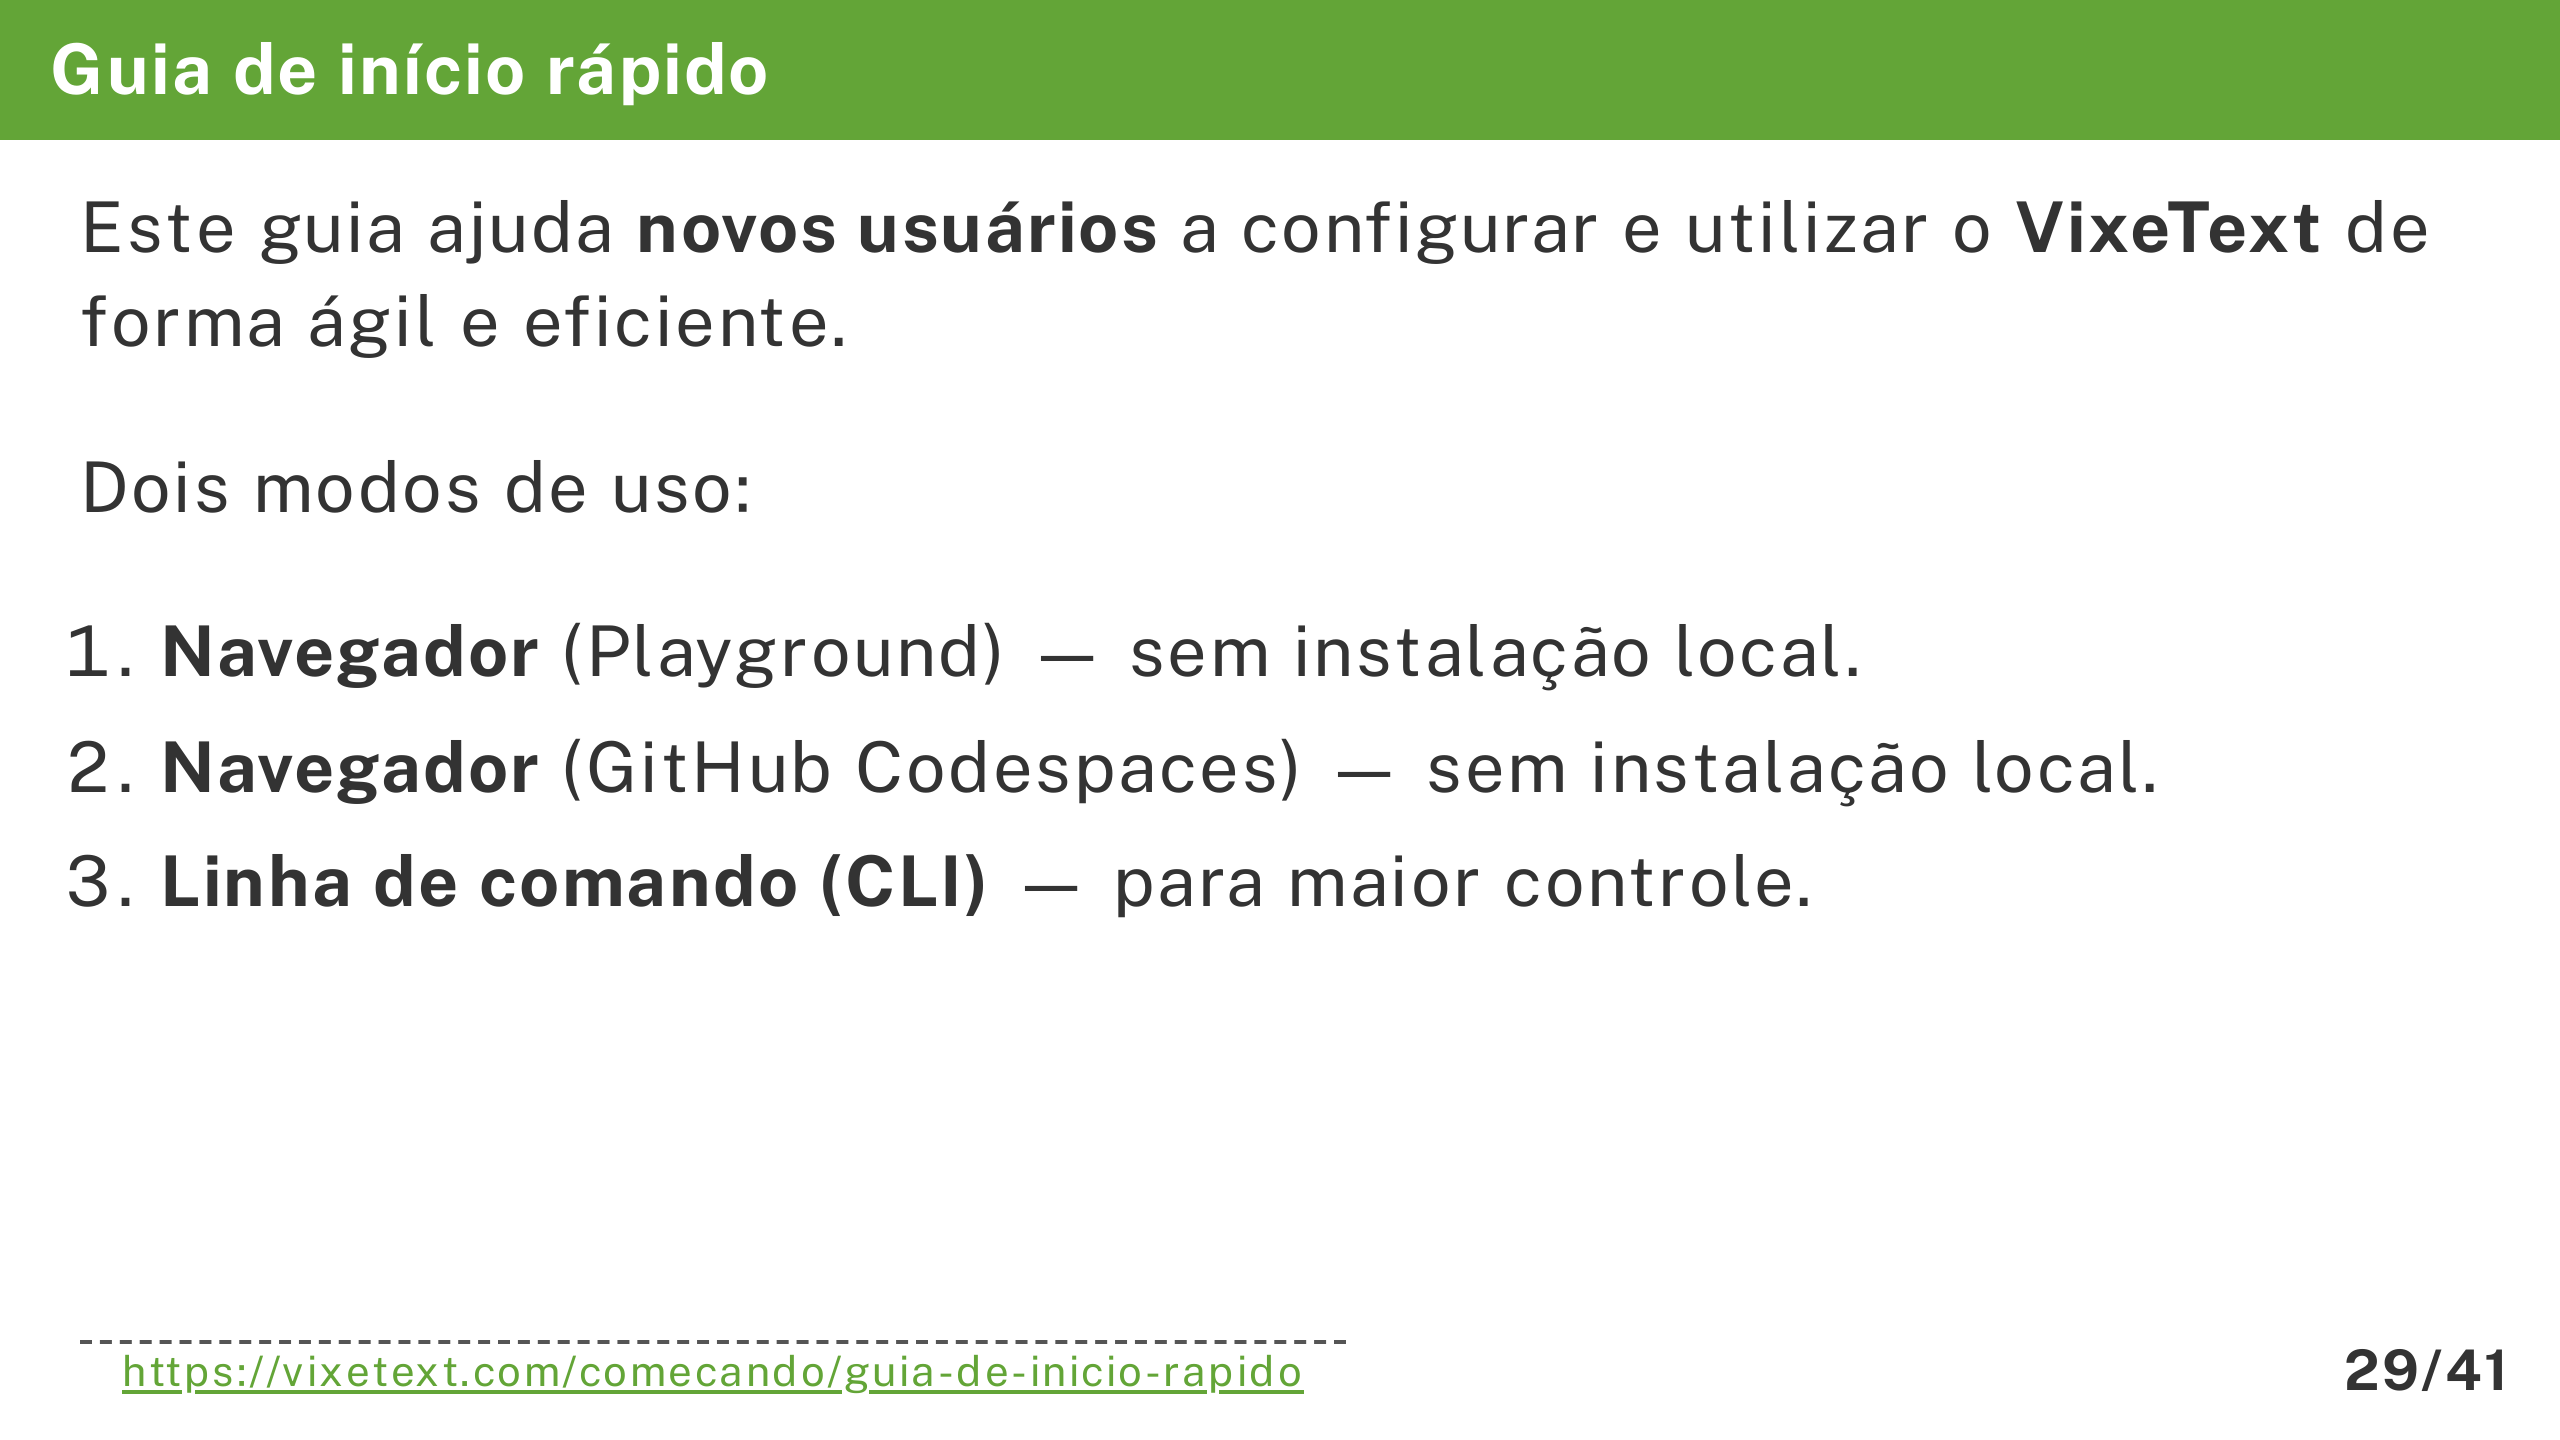 Guia de início rápido
Este guia ajuda novos usuários a configurar e utilizar o VixeText de
forma ágil e eficiente.
Dois modos de uso:
1. Navegador (Playground) — sem instalação local.
2. Navegador (GitHub Codespaces) — sem instalação local.
3. Linha de comando (CLI) — para maior controle.
https://vixetext.com/comecando/guia-de-inicio-rapido
29/41